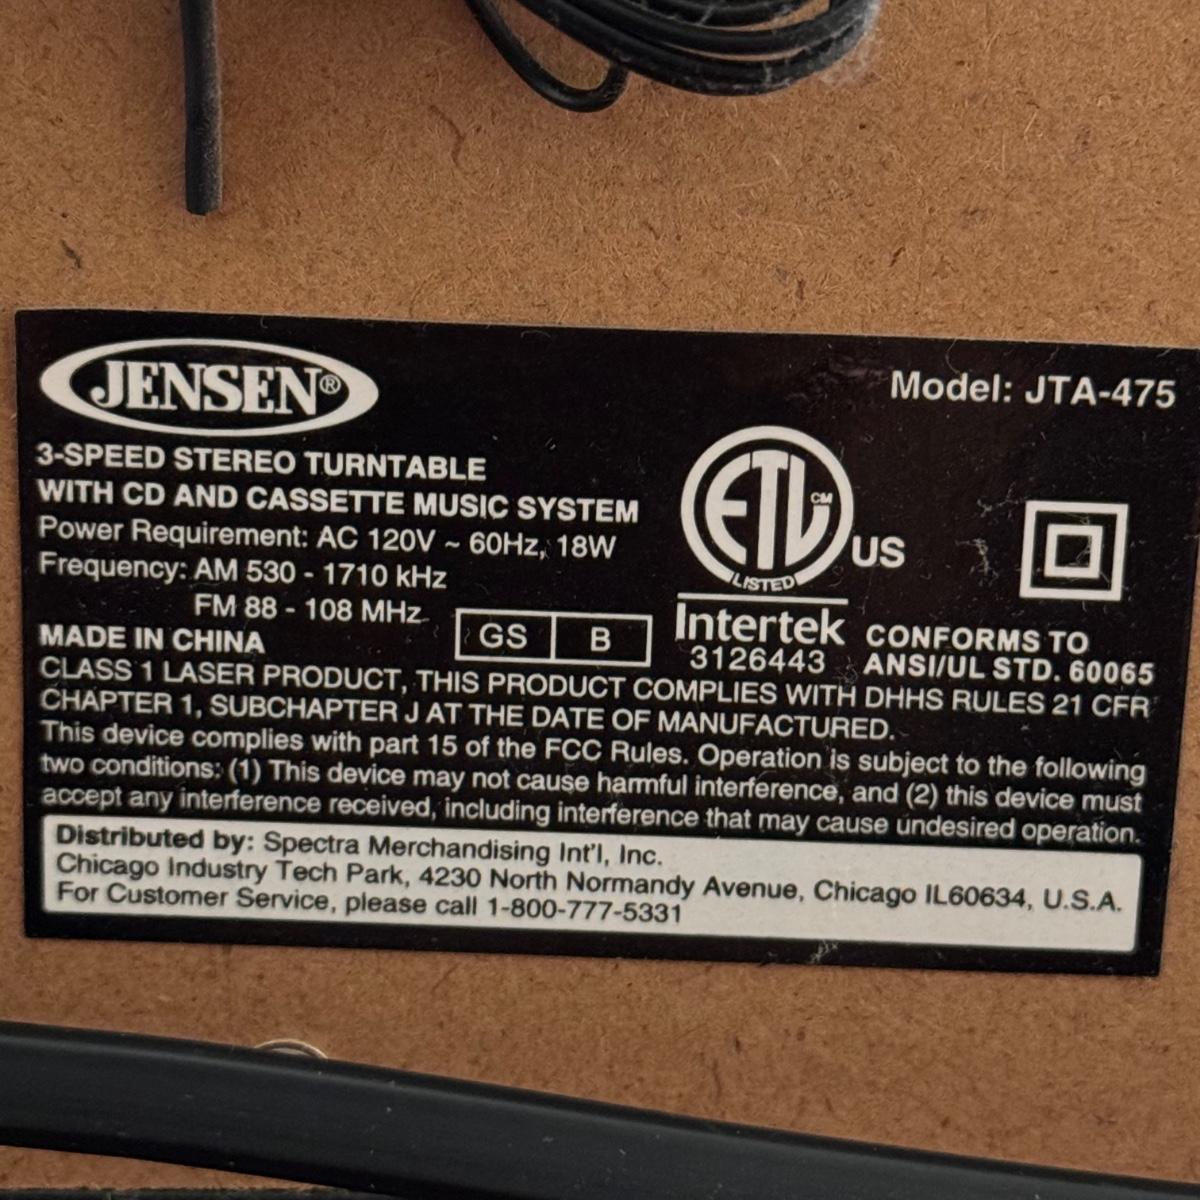 JENSEN®
Model: JTA-475
3-SPEED STEREO TURNTABLE
WITH CD AND CASSETTE MUSIC SYSTEM
Power Requirement: AC 120V ~ 60Hz, 18W
Frequency: AM 530 - 1710 kHz
FM 88 - 108 MHz
MADE IN CHINA
GS B
ETL CM
LISTED
US
Intertek
3126443
CONFORMS TO
ANSI/UL STD. 60065
CLASS 1 LASER PRODUCT, THIS PRODUCT COMPLIES WITH DHHS RULES 21 CFR
CHAPTER 1, SUBCHAPTER J AT THE DATE OF MANUFACTURED.
This device complies with part 15 of the FCC Rules. Operation is subject to the following
two conditions: (1) This device may not cause harmful interference, and (2) this device must
accept any interference received, including interference that may cause undesired operation.
Distributed by: Spectra Merchandising Int'l, Inc.
Chicago Industry Tech Park, 4230 North Normandy Avenue, Chicago IL60634, U.S.A.
For Customer Service, please call 1-800-777-5331